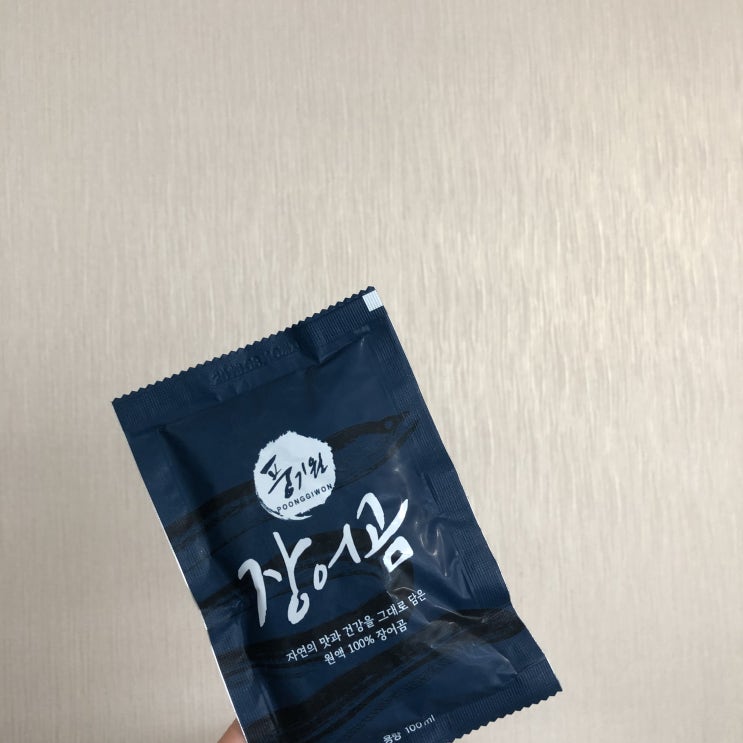 풍기원
POONGGIWON
장어곰
자연의 맛과 건강을 그대로 담은
원액 100% 장어곰
용량 100ml